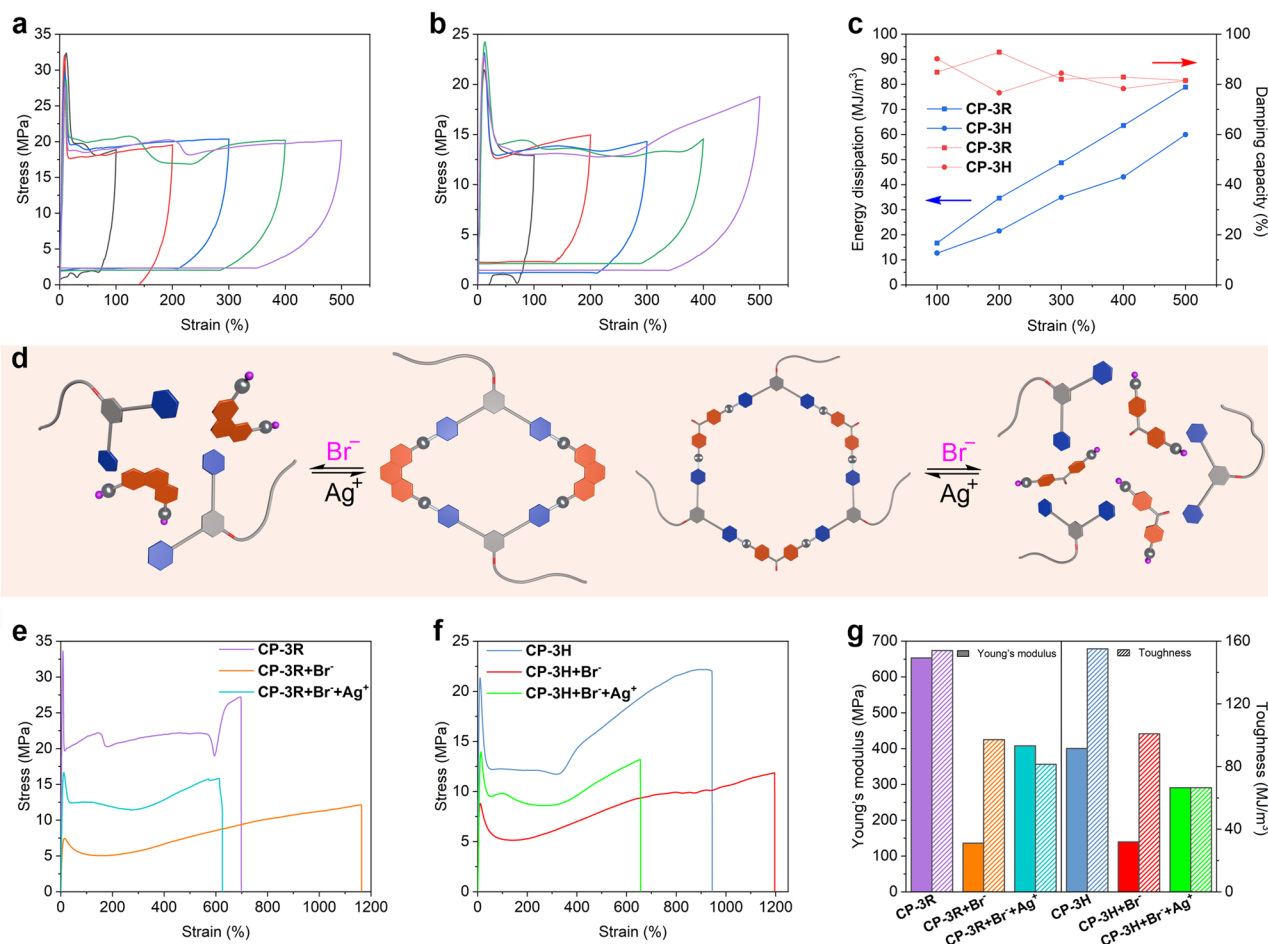 a
35
30
25
20
15
10
5
0
Stress (MPa)
0 100 200 300 400 500
Strain (%)
b
25
20
15
10
5
0
Stress (MPa)
0 100 200 300 400 500
Strain (%)
c
100
90
80
70
60
50
40
30
20
10
0
Energy dissipation (MJ/m³)
CP-3R
CP-3H
CP-3R
CP-3H
100
80
60
40
20
0
Damping capacity
(%)
100 200 300 400 500
Strain (%)
d
Br⁻
Ag⁺
Br⁻
Ag⁺
e
35
30
25
20
15
10
5
0
Stress (MPa)
CP-3R
CP-3R+Br⁻
CP-3R+Br⁻+Ag⁺
0 200 400 600 800 1000 1200
Strain (%)
f
25
20
15
10
5
0
Stress (MPa)
CP-3H
CP-3H+Br⁻
CP-3H+Br⁻+Ag⁺
0 200 400 600 800 1000 1200
Strain (%)
g
700
600
500
400
300
200
100
0
Young's modulus (MPa)
Young's modulus
Toughness
160
120
80
40
0
Toughness (MJ/m³)
CP-3R
CP-3R+Br⁻
CP-3R+Br⁻+Ag⁺
CP-3H
CP-3H+Br⁻
CP-3H+Br⁻+Ag⁺